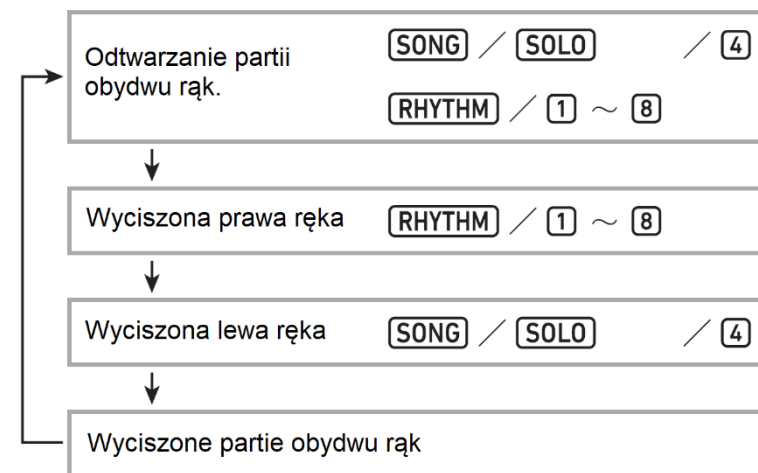 Odtwarzanie partii
obydwu rąk.
SONG / SOLO / 4
RHYTHM / 1 ~ 8
Wyciszona prawa ręka
RHYTHM / 1 ~ 8
Wyciszona lewa ręka
SONG / SOLO / 4
Wyciszone partie obydwu rąk